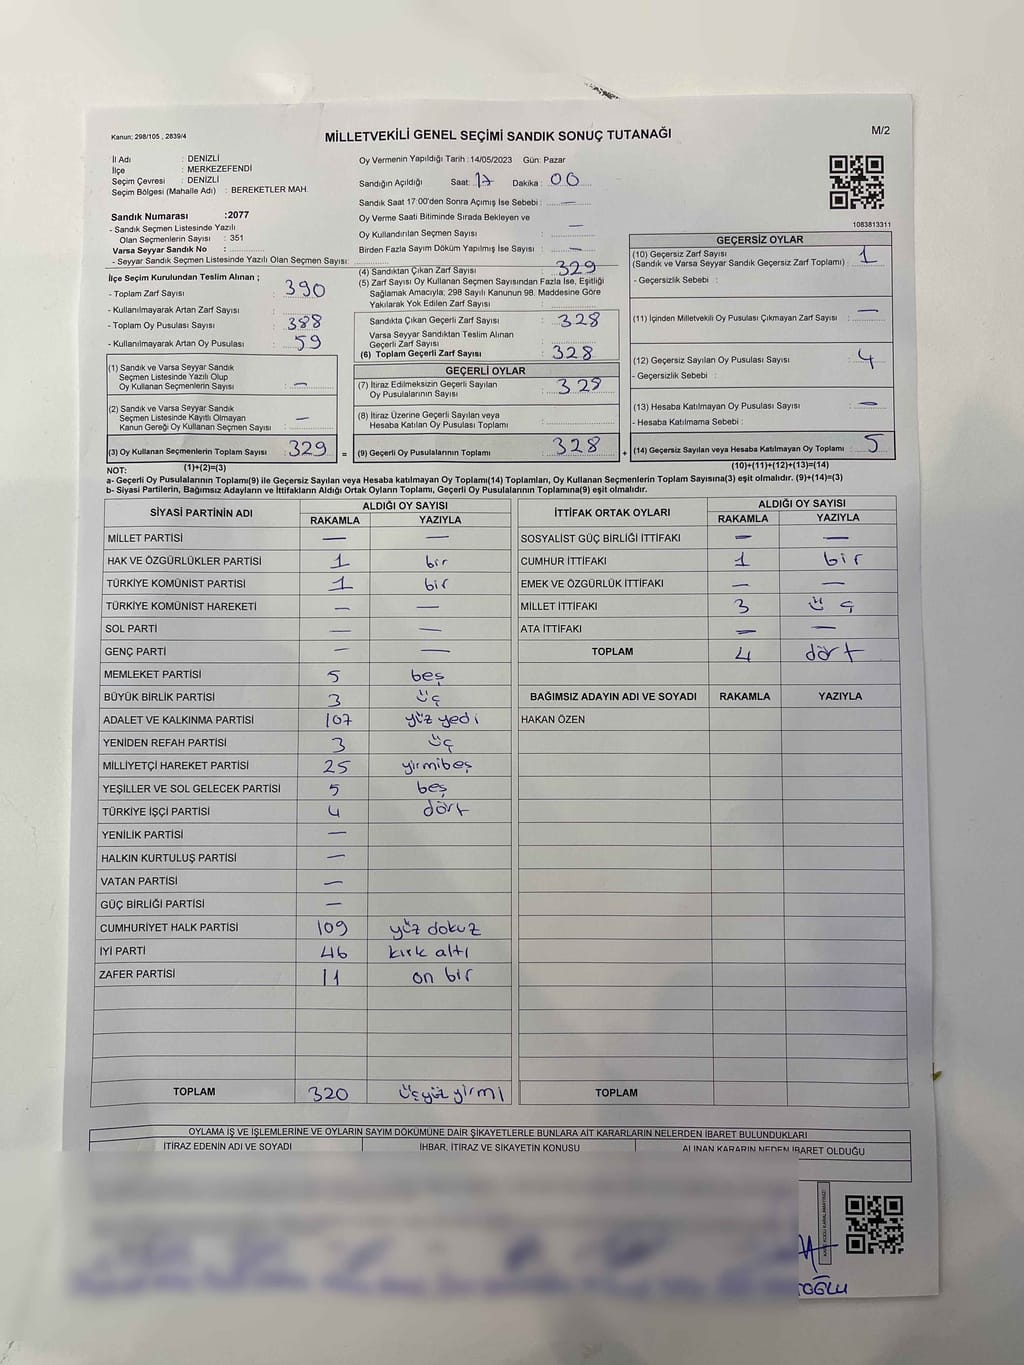 Kanun; 298/105 , 2839/4
MİLLETVEKİLİ GENEL SEÇİMİ SANDIK SONUÇ TUTANAĞI
M/2
İl Adı : DENİZLİ
İlçe : MERKEZEFENDİ
Seçim Çevresi : DENİZLİ
Seçim Bölgesi (Mahalle Adı) : BEREKETLER MAH.
Sandık Numarası :2077
- Sandık Seçmen Listesinde Yazılı
Olan Seçmenlerin Sayısı : 351
Varsa Seyyar Sandık No :
- Seyyar Sandık Seçmen Listesinde Yazılı Olan Seçmen Sayısı:
Oy Vermenin Yapıldığı Tarih :14/05/2023 Gün: Pazar
Sandığın Açıldığı Saat: 17 Dakika : 00
Sandık Saat 17:00'den Sonra Açımış İse Sebebi : —
Oy Verme Saati Bitiminde Sırada Bekleyen ve
Oy Kullandırılan Seçmen Sayısı : —
Birden Fazla Sayım Döküm Yapılmış İse Sayısı : —
1083813311
İlçe Seçim Kurulundan Teslim Alınan ;
- Toplam Zarf Sayısı : 390
- Kullanılmayarak Artan Zarf Sayısı :
- Toplam Oy Pusulası Sayısı : 388
- Kullanılmayarak Artan Oy Pusulası : 59
(1) Sandık ve Varsa Seyyar Sandık
Seçmen Listesinde Yazılı Olup
Oy Kullanan Seçmenlerin Sayısı : —
(2) Sandık ve Varsa Seyyar Sandık
Seçmen Listesinde Kayıtlı Olmayan
Kanun Gereği Oy Kullanan Seçmen Sayısı : —
(3) Oy Kullanan Seçmenlerin Toplam Sayısı : 329 =
(4) Sandıktan Çıkan Zarf Sayısı : 329
(5) Zarf Sayısı Oy Kullanan Seçmen Sayısından Fazla İse, Eşitliği
Sağlamak Amacıyla; 298 Sayılı Kanunun 98. Maddesine Göre
Yakılarak Yok Edilen Zarf Sayısı :
Sandıkta Çıkan Geçerli Zarf Sayısı : 328
Varsa Seyyar Sandıktan Teslim Alınan
Geçerli Zarf Sayısı :
(6) Toplam Geçerli Zarf Sayısı : 328
GEÇERLİ OYLAR
(7) İtiraz Edilmeksizin Geçerli Sayılan
Oy Pusulalarının Sayısı :
(8) İtiraz Üzerine Geçerli Sayılan veya
Hesaba Katılan Oy Pusulası Toplamı :
(9) Geçerli Oy Pusulalarının Toplamı : 328 +
GEÇERSİZ OYLAR
(10) Geçersiz Zarf Sayısı
(Sandık ve Varsa Seyyar Sandık Geçersiz Zarf Toplamı) : 1
- Geçersizlik Sebebi :
(11) İçinden Milletvekili Oy Pusulası Çıkmayan Zarf Sayısı : —
(12) Geçersiz Sayılan Oy Pusulası Sayısı : 4
- Geçersizlik Sebebi :
(13) Hesaba Katılmayan Oy Pusulası Sayısı : —
- Hesaba Katılmama Sebebi :
(14) Geçersiz Sayılan veya Hesaba Katılmayan Oy Toplamı : 5
NOT: (1)+(2)=(3) (10)+(11)+(12)+(13)=(14)
a- Geçerli Oy Pusulalarının Toplamı(9) ile Geçersiz Sayılan veya Hesaba katılmayan Oy Toplamı(14) Toplamları, Oy Kullanan Seçmenlerin Toplam Sayısına(3) eşit olmalıdır. (9)+(14)=(3)
b- Siyasi Partilerin, Bağımsız Adayların ve İttifakların Aldığı Ortak Oyların Toplamı, Geçerli Oy Pusulalarının Toplamına(9) eşit olmalıdır.
SİYASİ PARTİNİN ADI ALDIĞI OY SAYISI
RAKAMLA YAZIYLA
MİLLET PARTİSİ — —
HAK VE ÖZGÜRLÜKLER PARTİSİ 1 bir
TÜRKİYE KOMÜNİST PARTİSİ 1 bir
TÜRKİYE KOMÜNİST HAREKETİ — —
SOL PARTİ — —
GENÇ PARTİ — —
MEMLEKET PARTİSİ 5 beş
BÜYÜK BİRLİK PARTİSİ 3 üç
ADALET VE KALKINMA PARTİSİ 107 yüz yedi
YENİDEN REFAH PARTİSİ 3 üç
MİLLİYETÇİ HAREKET PARTİSİ 25 yirmibeş
YEŞİLLER VE SOL GELECEK PARTİSİ 5 beş
TÜRKİYE İŞÇİ PARTİSİ 4 dört
YENİLİK PARTİSİ —
HALKIN KURTULUŞ PARTİSİ —
VATAN PARTİSİ —
GÜÇ BİRLİĞİ PARTİSİ —
CUMHURİYET HALK PARTİSİ 109 yüz dokuz
İYİ PARTİ 46 kırk altı
ZAFER PARTİSİ 11 on bir
TOPLAM 320 üçyüz yirmi
İTTİFAK ORTAK OYLARI ALDIĞI OY SAYISI
RAKAMLA YAZIYLA
SOSYALİST GÜÇ BİRLİĞİ İTTİFAKI — —
CUMHUR İTTİFAKI 1 bir
EMEK VE ÖZGÜRLÜK İTTİFAKI — —
MİLLET İTTİFAKI 3 üç
ATA İTTİFAKI — —
TOPLAM 4 dört
BAĞIMSIZ ADAYIN ADI VE SOYADI RAKAMLA YAZIYLA
HAKAN ÖZEN
TOPLAM
OYLAMA İŞ VE İŞLEMLERİNE VE OYLARIN SAYIM DÖKÜMÜNE DAİR ŞİKAYETLERLE BUNLARA AİT KARARLARIN NELERDEN İBARET BULUNDUKLARI
İTİRAZ EDENİN ADI VE SOYADI İHBAR, İTİRAZ VE ŞİKAYETİN KONUSU ALINAN KARARIN NEDEN İBARET OLDUĞU
OĞLU